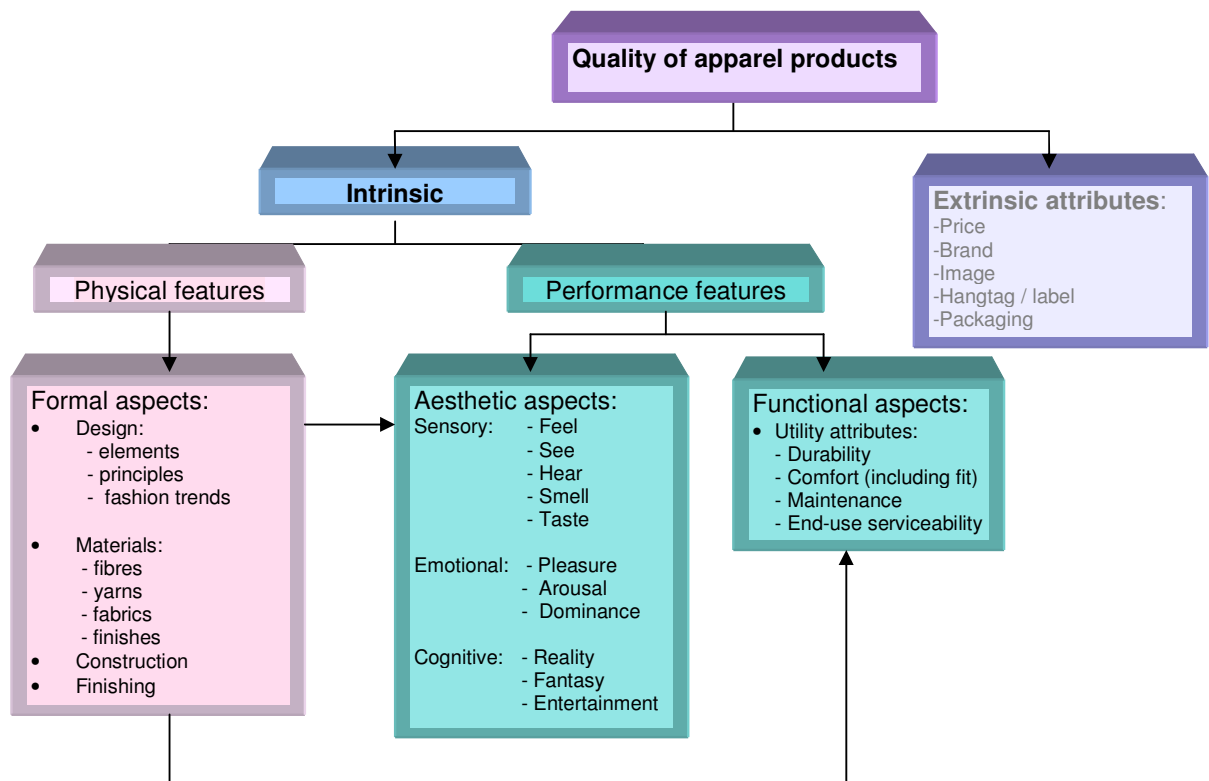 Quality of apparel products
Intrinsic
Extrinsic attributes:
-Price
-Brand
-Image
-Hangtag / label
-Packaging
Physical features
Performance features
Formal aspects:
• Design:
- elements
- principles
- fashion trends
• Materials:
- fibres
- yarns
- fabrics
- finishes
• Construction
• Finishing
Aesthetic aspects:
Sensory: - Feel
- See
- Hear
- Smell
- Taste
Emotional: - Pleasure
- Arousal
- Dominance
Cognitive: - Reality
- Fantasy
- Entertainment
Functional aspects:
• Utility attributes:
- Durability
- Comfort (including fit)
- Maintenance
- End-use serviceability